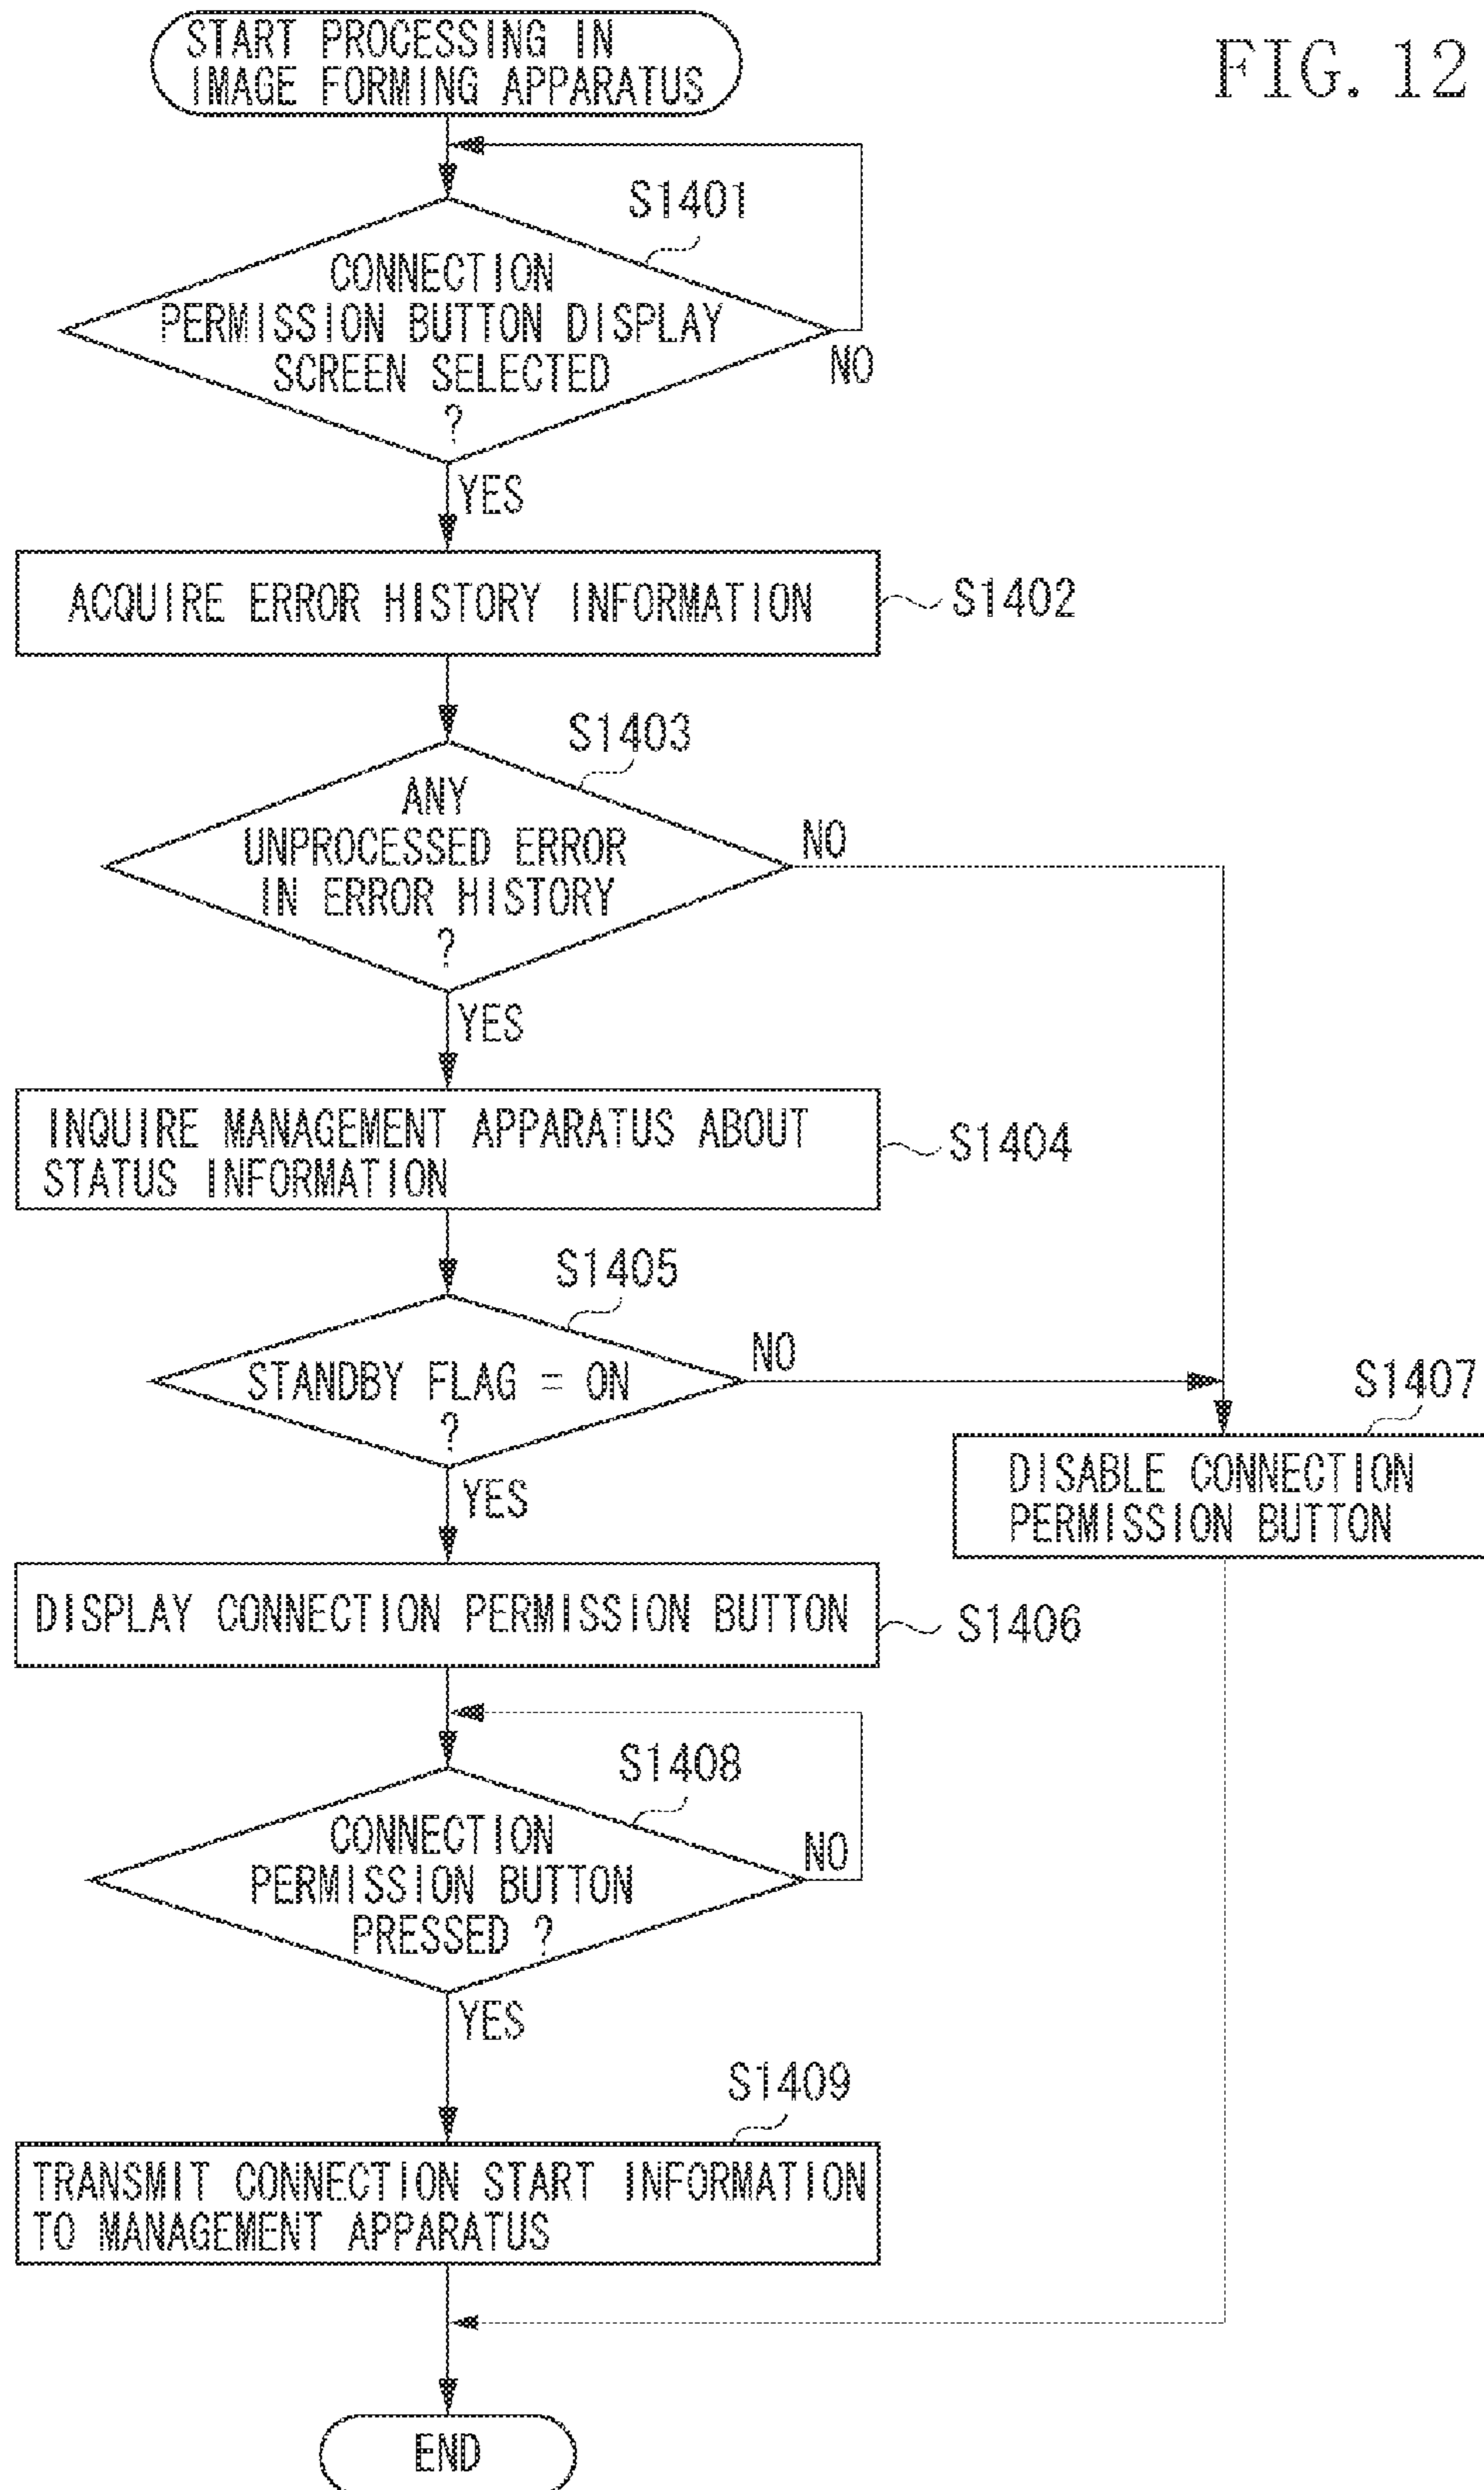 FIG. 12
START PROCESSING IN
IMAGE FORMING APPARATUS
S1401
CONNECTION
PERMISSION BUTTON DISPLAY
SCREEN SELECTED
?
NO
YES
ACQUIRE ERROR HISTORY INFORMATION
S1402
S1403
ANY
UNPROCESSED ERROR
IN ERROR HISTORY
?
NO
YES
INQUIRE MANAGEMENT APPARATUS ABOUT
STATUS INFORMATION
S1404
S1405
STANDBY FLAG = ON
?
NO
YES
S1407
DISABLE CONNECTION
PERMISSION BUTTON
DISPLAY CONNECTION PERMISSION BUTTON
S1406
S1408
CONNECTION
PERMISSION BUTTON
PRESSED ?
NO
YES
S1409
TRANSMIT CONNECTION START INFORMATION
TO MANAGEMENT APPARATUS
END